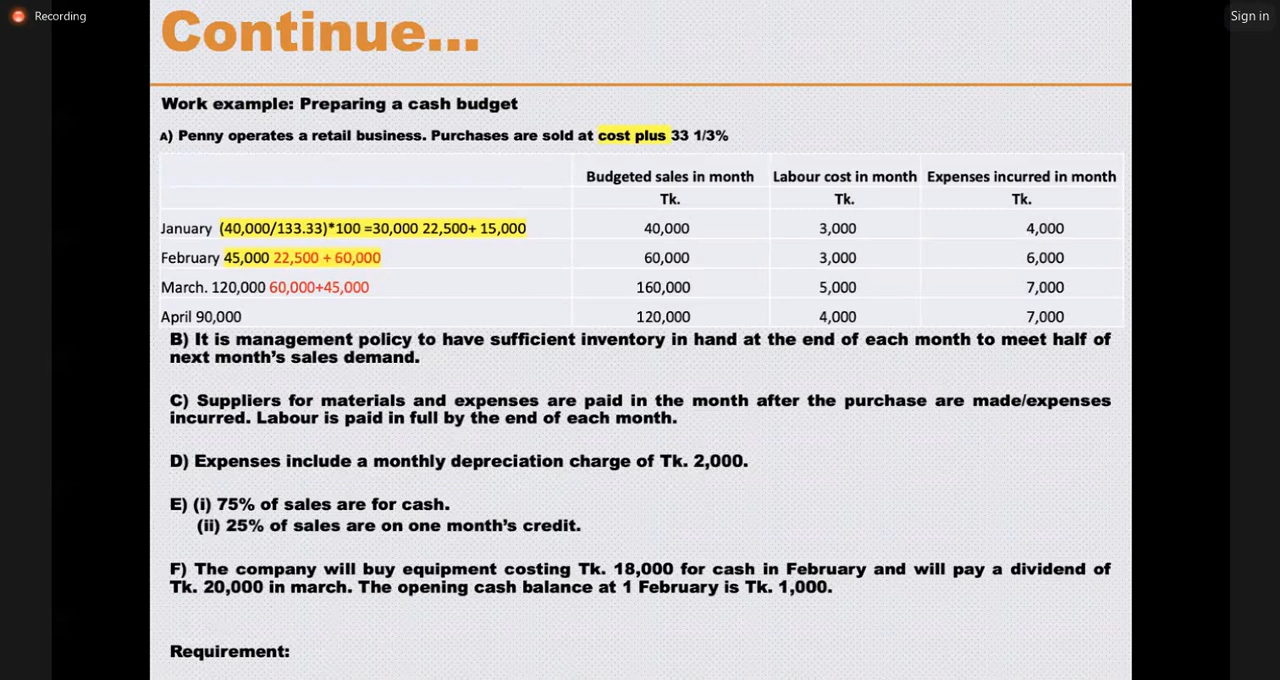 Recording
Sign in
Continue...
Work example: Preparing a cash budget
A) Penny operates a retail business. Purchases are sold at cost plus 33 1/3%
Budgeted sales in month Labour cost in month Expenses incurred in month
Tk. Tk. Tk.
January (40,000/133.33)*100 =30,000 22,500+ 15,000 40,000 3,000 4,000
February 45,000 22,500 + 60,000 60,000 3,000 6,000
March. 120,000 60,000+45,000 160,000 5,000 7,000
April 90,000 120,000 4,000 7,000
B) It is management policy to have sufficient inventory in hand at the end of each month to meet half of
next month's sales demand.
C) Suppliers for materials and expenses are paid in the month after the purchase are made/expenses
incurred. Labour is paid in full by the end of each month.
D) Expenses include a monthly depreciation charge of Tk. 2,000.
E) (i) 75% of sales are for cash.
(ii) 25% of sales are on one month's credit.
F) The company will buy equipment costing Tk. 18,000 for cash in February and will pay a dividend of
Tk. 20,000 in march. The opening cash balance at 1 February is Tk. 1,000.
Requirement: